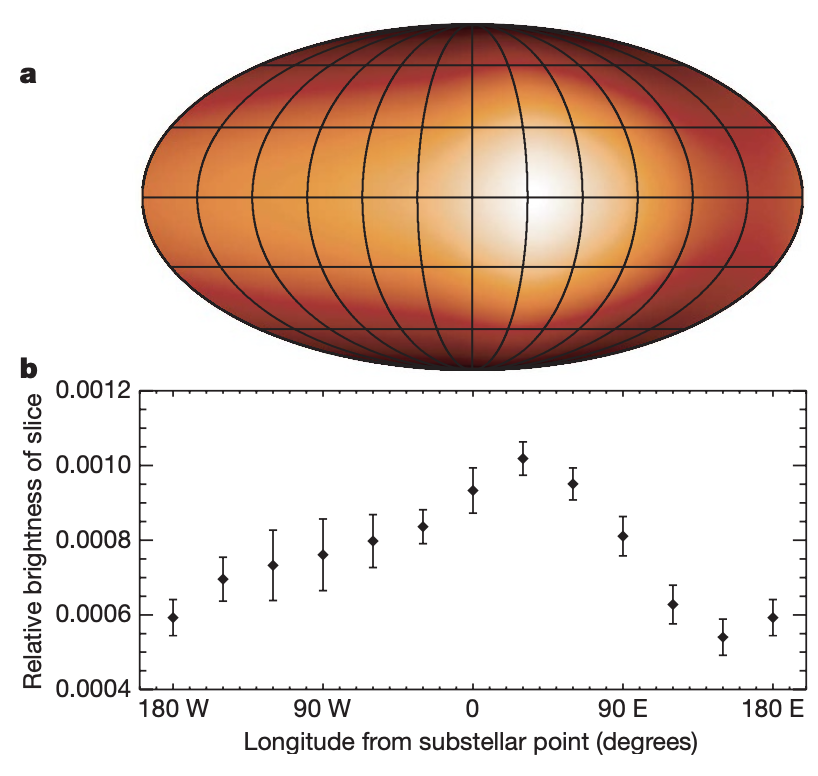 a
b
0.0012
0.0010
0.0008
0.0006
0.0004
Relative brightness of slice
180 W 90 W 0 90 E 180 E
Longitude from substellar point (degrees)